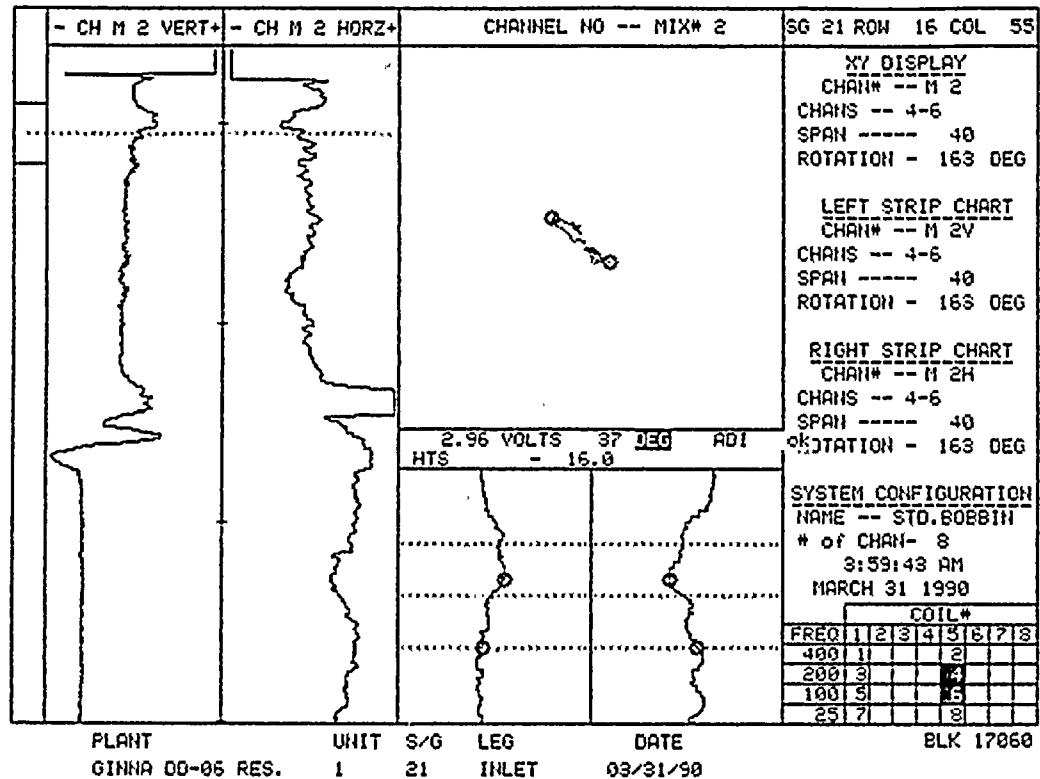 - CH M 2 VERT+ - CH M 2 HORZ+ CHANNEL NO -- MIX# 2 SG 21 ROW 16 COL 55
XY DISPLAY
CHAN# -- M 2
CHANS -- 4-6
SPAN ----- 40
ROTATION - 163 DEG
LEFT STRIP CHART
CHAN# -- M 2V
CHANS -- 4-6
SPAN ----- 40
ROTATION - 163 DEG
RIGHT STRIP CHART
CHAN# -- M 2H
CHANS -- 4-6
SPAN ----- 40
ROTATION - 163 DEG
2.96 VOLTS 37 DEG ADI ok
HTS - 16.0
SYSTEM CONFIGURATION
NAME -- STD.BOBBIN
# of CHAN- 8
3:59:43 AM
MARCH 31 1990
COIL#
FREQ 1 2 3 4 5 6 7 8
400 1 2
200 3 4
100 5 6
25 7 8
PLANT UNIT S/G LEG DATE BLK 17060
GINNA OD-06 RES. 1 21 INLET 03/31/90